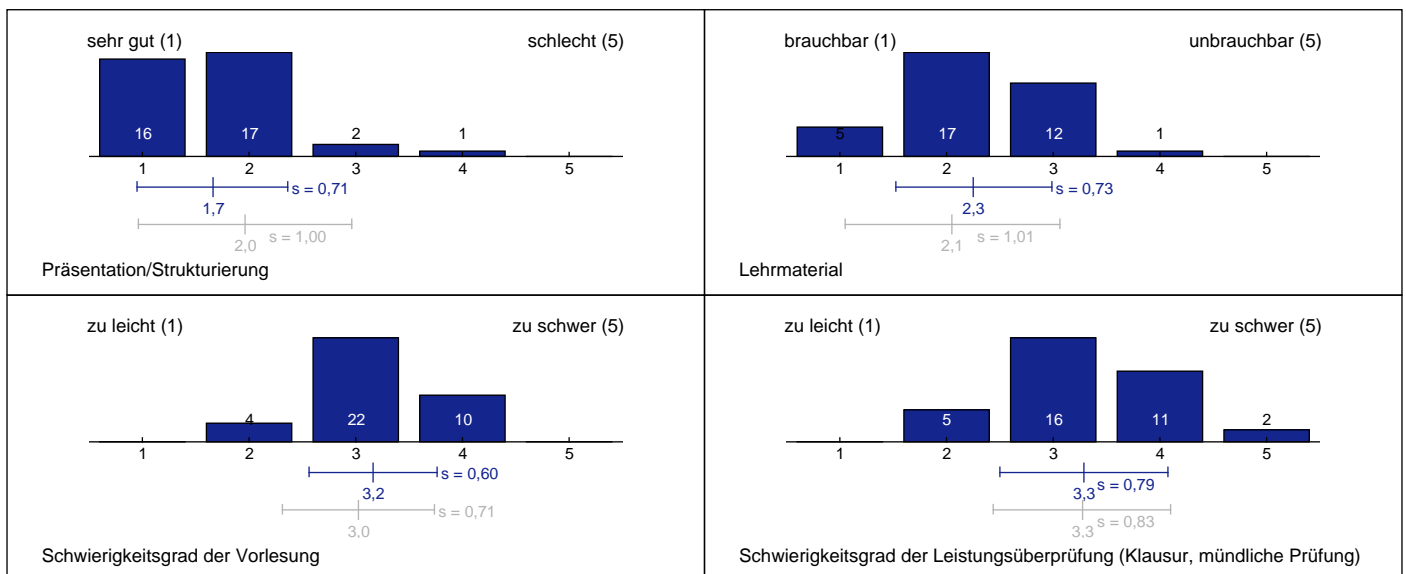 sehr gut (1) schlecht (5)
16 17 2 1
1 2 3 4 5
s = 0,71
1,7
s = 1,00
2,0
Präsentation/Strukturierung
brauchbar (1) unbrauchbar (5)
5 17 12 1
1 2 3 4 5
s = 0,73
2,3
s = 1,01
2,1
Lehrmaterial
zu leicht (1) zu schwer (5)
4 22 10
1 2 3 4 5
s = 0,60
3,2
s = 0,71
3,0
Schwierigkeitsgrad der Vorlesung
zu leicht (1) zu schwer (5)
5 16 11 2
1 2 3 4 5
s = 0,79
3,3
s = 0,83
3,3
Schwierigkeitsgrad der Leistungsüberprüfung (Klausur, mündliche Prüfung)